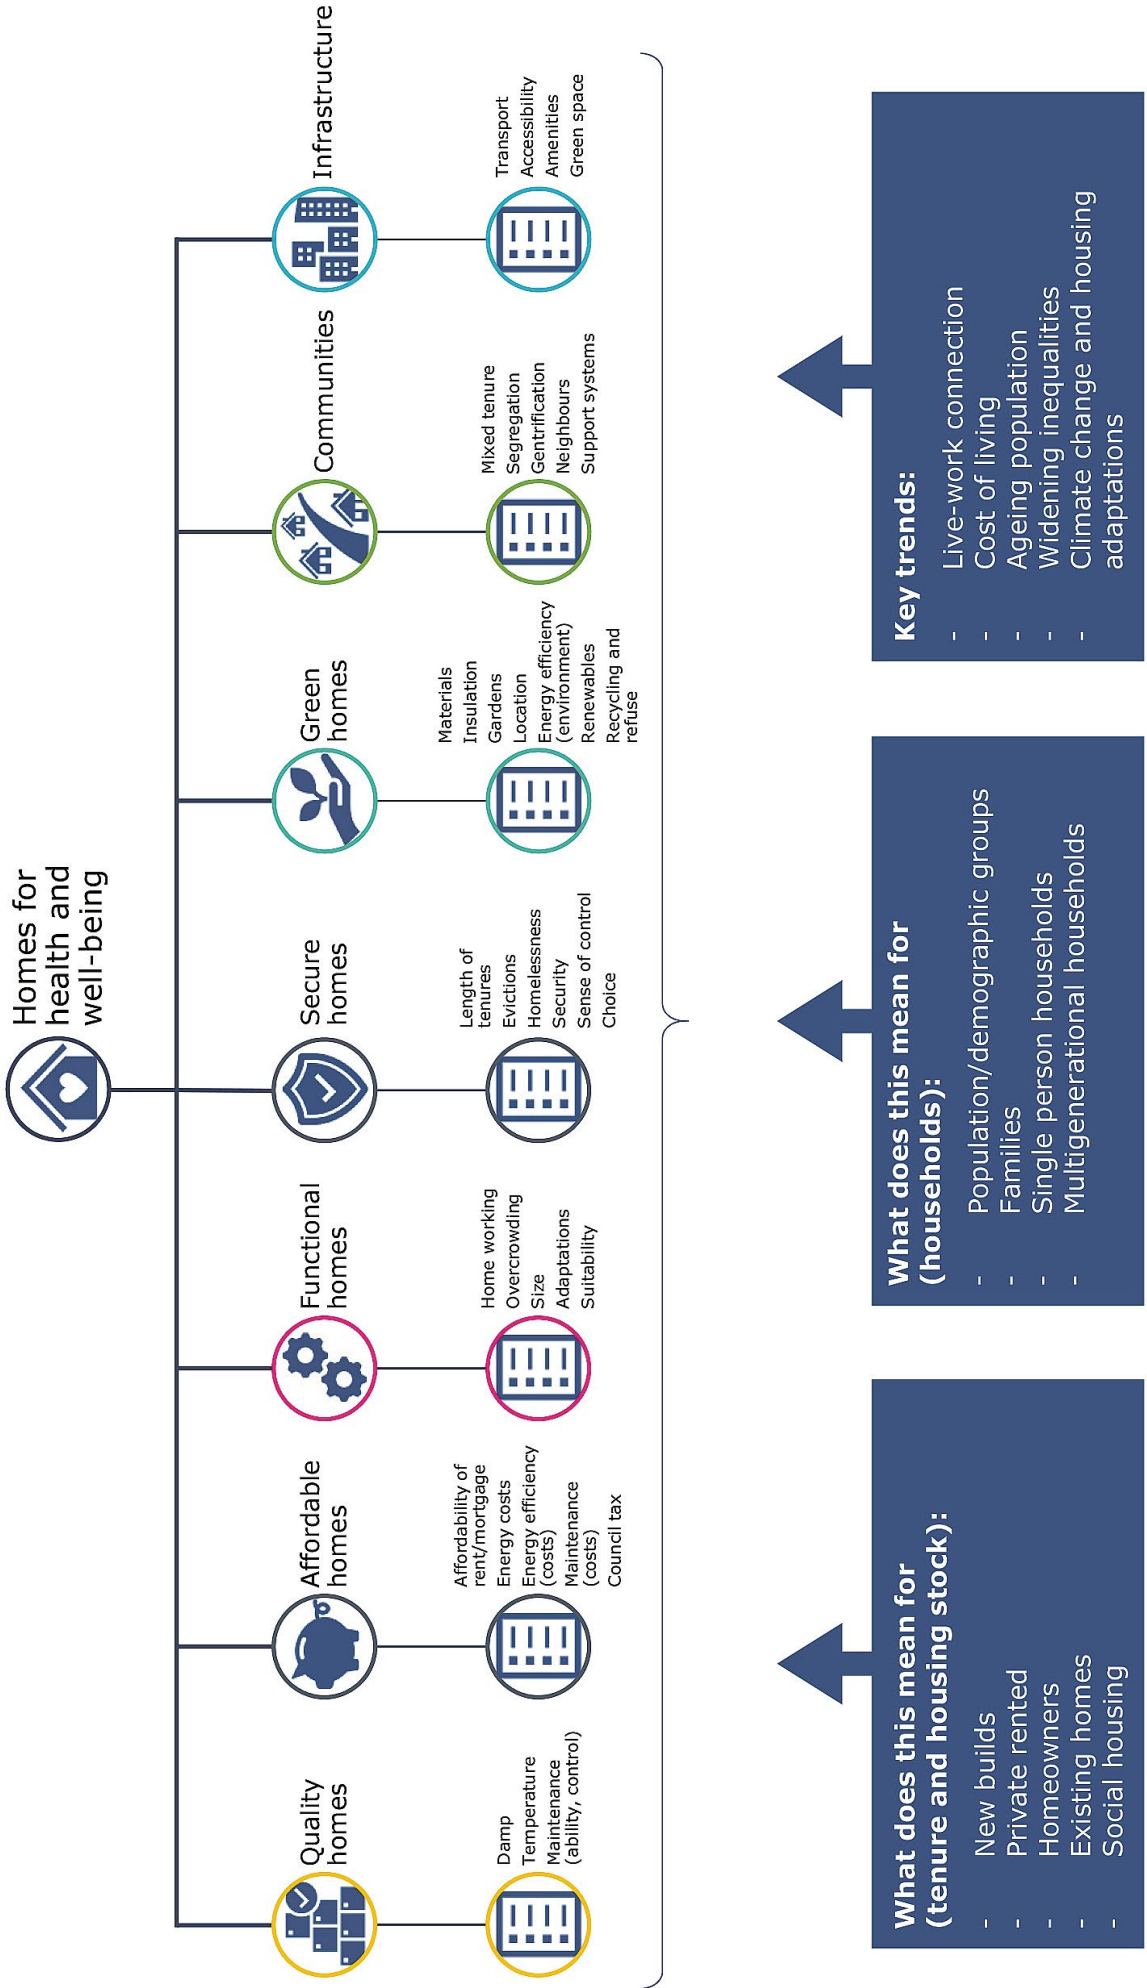 Homes for
health and
well-being
Quality
homes
Affordable
homes
Functional
homes
Secure
homes
Green
homes
Communities
Infrastructure
Damp
Temperature
Maintenance
(ability, control)
Affordability of
rent/mortgage
Energy costs
Energy efficiency
(costs)
Maintenance
(costs)
Council tax
Home working
Overcrowding
Size
Adaptations
Suitability
Length of
tenures
Evictions
Homelessness
Security
Sense of control
Choice
Materials
Insulation
Gardens
Location
Energy efficiency
(environment)
Renewables
Recycling and
refuse
Mixed tenure
Segregation
Gentrification
Neighbours
Support systems
Transport
Accessibility
Amenities
Green space
What does this mean for
(tenure and housing stock):
- New builds
- Private rented
- Homeowners
- Existing homes
- Social housing
What does this mean for
(households):
- Population/demographic groups
- Families
- Single person households
- Multigenerational households
Key trends:
- Live-work connection
- Cost of living
- Ageing population
- Widening inequalities
- Climate change and housing
adaptations